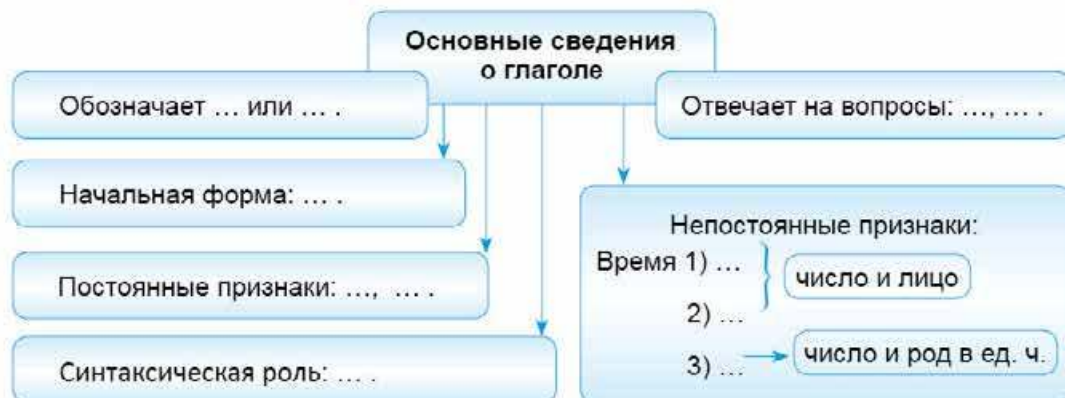 Основные сведения
о глаголе
Обозначает … или … .
Отвечает на вопросы: …, … .
Начальная форма: … .
Постоянные признаки: …, … .
Синтаксическая роль: … .
Непостоянные признаки:
Время 1) …
2) …
число и лицо
3) …
число и род в ед. ч.